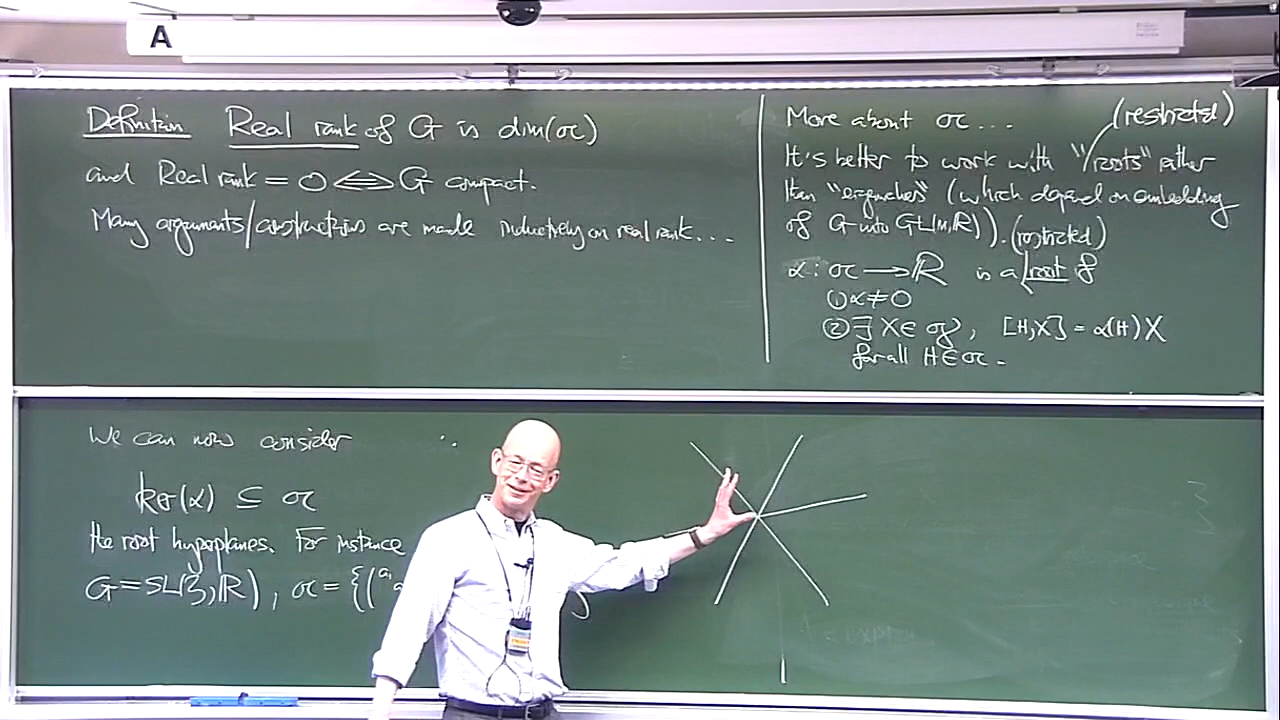 A
Definition Real rank of G is dim(𝔞)
and Real rank = 0 ⟺ G compact.
Many arguments/constructions are made inductively on real rank...
More about 𝔞 ... (restricted)
It's better to work with "roots" rather
than "eigenvalues" (which depend on embedding
of G into GL(n,ℝ)). (restricted)
α : 𝔞 → ℝ is a root if
① α ≠ 0
② ∃ X ∈ 𝔤, [H,X] = α(H) X
for all H ∈ 𝔞.
We can now consider
ker(α) ⊆ 𝔞
the root hyperplanes. For instance
G = SL(3,ℝ), 𝔞 = {(a₁